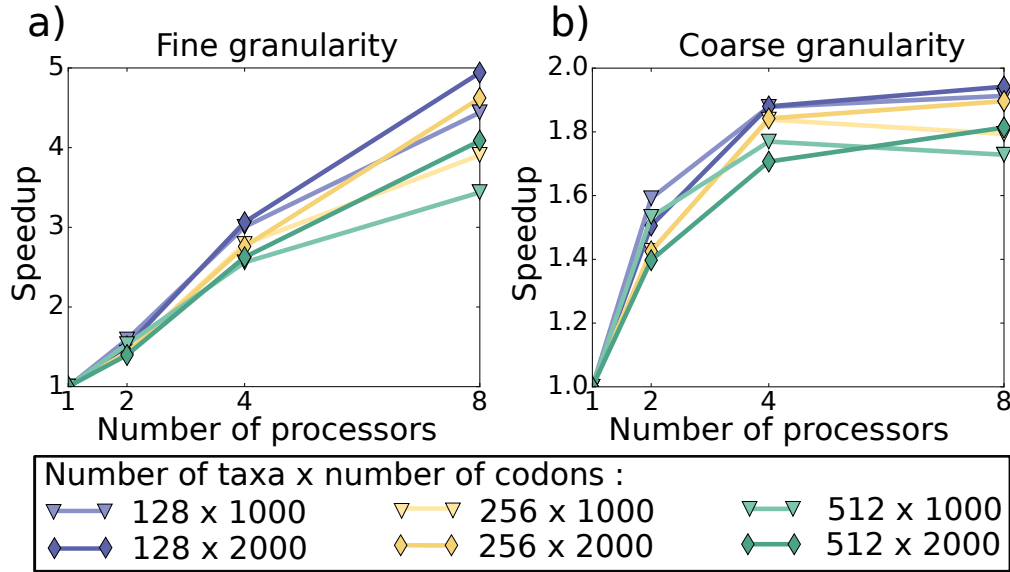 a)
Fine granularity
5
4
3
2
1
1 2 4 8
Speedup
Number of processors
b)
Coarse granularity
2.0
1.8
1.6
1.4
1.2
1.0
1 2 4 8
Speedup
Number of processors
Number of taxa x number of codons :
128 x 1000 256 x 1000 512 x 1000
128 x 2000 256 x 2000 512 x 2000